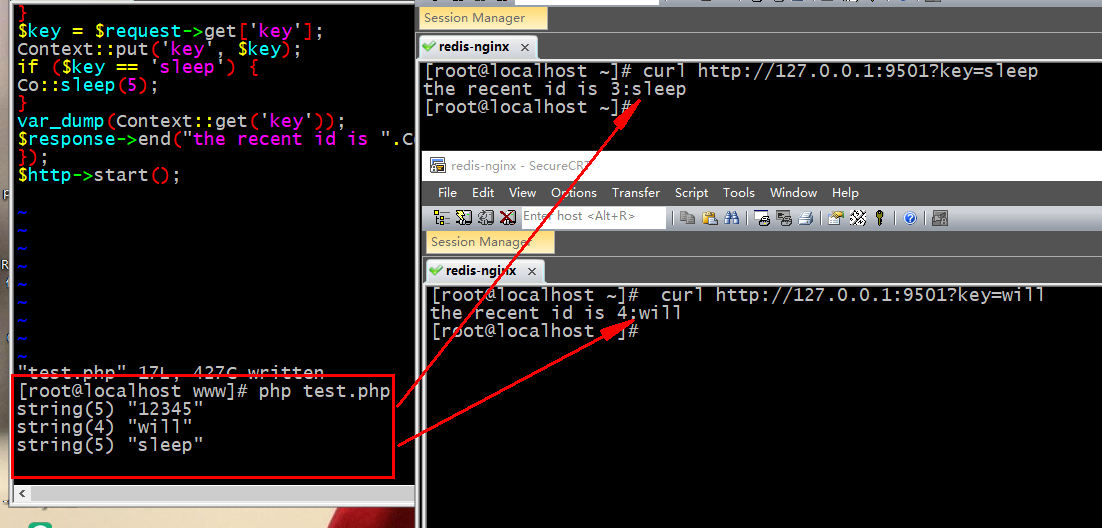 }
$key = $request->get['key'];
Context::put('key', $key);
if ($key == 'sleep') {
Co::sleep(5);
}
var_dump(Context::get('key'));
$response->end("the recent id is ".C
});
$http->start();
~
~
~
~
~
~
~
~
~
"test.php" 17L, 427C written
[root@localhost www]# php test.php
string(5) "12345"
string(4) "will"
string(5) "sleep"
Session Manager
redis-nginx
[root@localhost ~]# curl http://127.0.0.1:9501?key=sleep
the recent id is 3:sleep
[root@localhost ~]#
redis-nginx - SecureCRT
File Edit View Options Transfer Script Tools Window Help
Enter host <Alt+R>
Session Manager
redis-nginx
[root@localhost ~]#  curl http://127.0.0.1:9501?key=will
the recent id is 4:will
[root@localhost ~]#